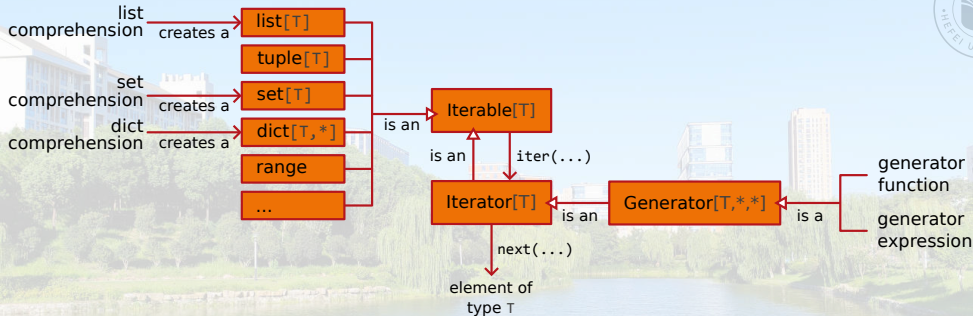 list
comprehension
creates a
list[T]
tuple[T]
set
comprehension
creates a
set[T]
dict
comprehension
creates a
dict[T,*]
range
...
is an
Iterable[T]
is an
iter(...)
Iterator[T]
is an
Generator[T,*,*]
is a
generator
function
generator
expression
next(...)
element of
type T
HEFEI U